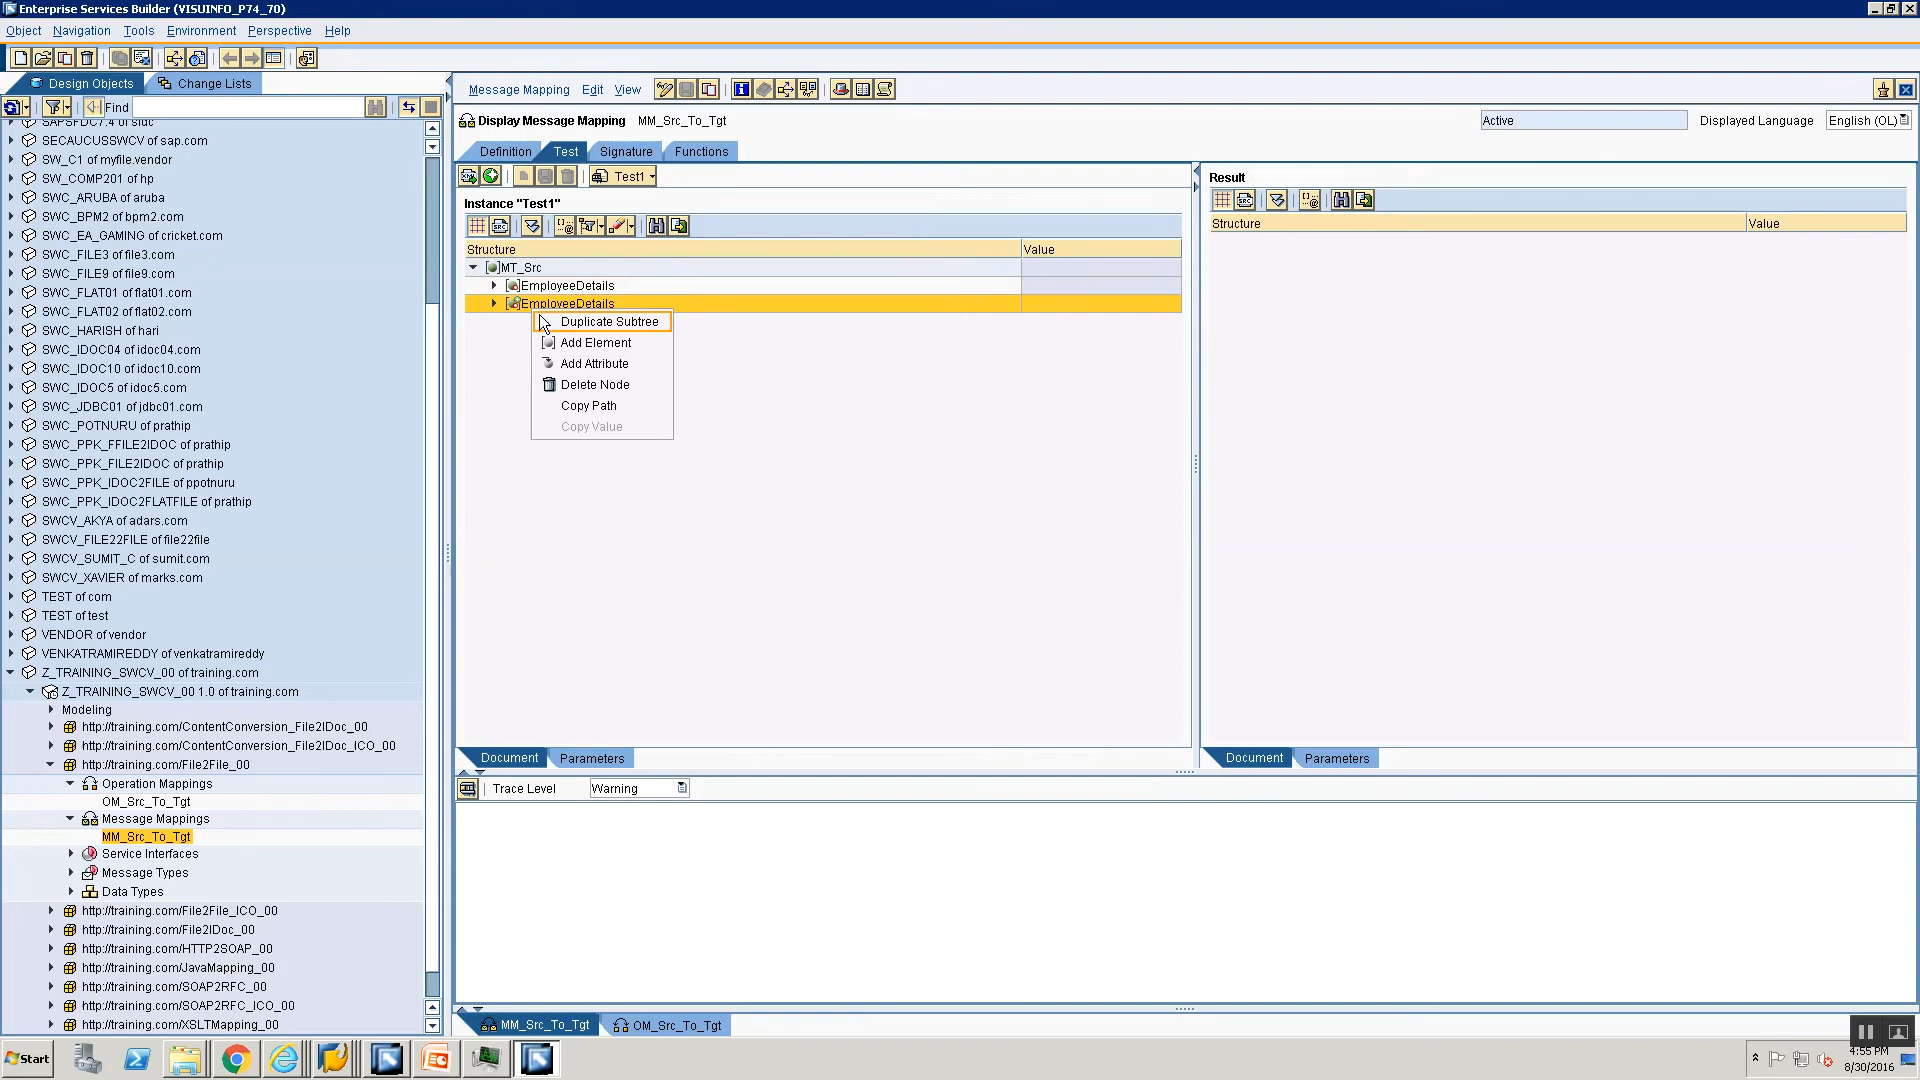 Enterprise Services Builder (VISUINFO_P74_70)
Object Navigation Tools Environment Perspective Help
Design Objects Change Lists
Find
SAPSFDC7.4 of sfdc
SECAUCUSSWCV of sap.com
SW_C1 of myfile.vendor
SW_COMP201 of hp
SWC_ARUBA of aruba
SWC_BPM2 of bpm2.com
SWC_EA_GAMING of cricket.com
SWC_FILE3 of file3.com
SWC_FILE9 of file9.com
SWC_FLAT01 of flat01.com
SWC_FLAT02 of flat02.com
SWC_HARISH of hari
SWC_IDOC04 of idoc04.com
SWC_IDOC10 of idoc10.com
SWC_IDOC5 of idoc5.com
SWC_JDBC01 of jdbc01.com
SWC_POTNURU of prathip
SWC_PPK_FFILE2IDOC of prathip
SWC_PPK_FILE2IDOC of prathip
SWC_PPK_IDOC2FILE of ppotnuru
SWC_PPK_IDOC2FLATFILE of prathip
SWCV_AKYA of adars.com
SWCV_FILE22FILE of file22file
SWCV_SUMIT_C of sumit.com
SWCV_XAVIER of marks.com
TEST of com
TEST of test
VENDOR of vendor
VENKATRAMIREDDY of venkatramireddy
Z_TRAINING_SWCV_00 of training.com
Z_TRAINING_SWCV_00 1.0 of training.com
Modeling
http://training.com/ContentConversion_File2IDoc_00
http://training.com/ContentConversion_File2IDoc_ICO_00
http://training.com/File2File_00
Operation Mappings
OM_Src_To_Tgt
Message Mappings
MM_Src_To_Tgt
Service Interfaces
Message Types
Data Types
http://training.com/File2File_ICO_00
http://training.com/File2IDoc_00
http://training.com/HTTP2SOAP_00
http://training.com/JavaMapping_00
http://training.com/SOAP2RFC_00
http://training.com/SOAP2RFC_ICO_00
http://training.com/XSLTMapping_00
Message Mapping Edit View
Display Message Mapping MM_Src_To_Tgt Active Displayed Language English (OL)
Definition Test Signature Functions
Test1
Instance "Test1"
Structure Value
MT_Src
EmployeeDetails
EmployeeDetails
Duplicate Subtree
Add Element
Add Attribute
Delete Node
Copy Path
Copy Value
Document Parameters
Result
Structure Value
Document Parameters
Trace Level Warning
MM_Src_To_Tgt OM_Src_To_Tgt
Start
4:55 PM
8/30/2016